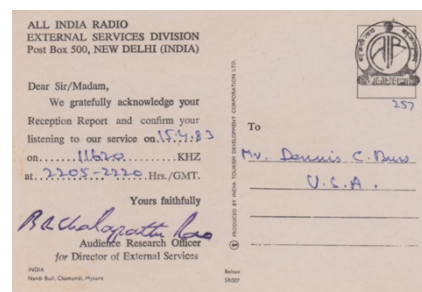 ALL INDIA RADIO
EXTERNAL SERVICES DIVISION
Post Box 500, NEW DELHI (INDIA)
Dear Sir/Madam,
We gratefully acknowledge your
Reception Report and confirm your
listening to our service on 15.4.83
on 11620 KHZ
at 2205-2220 Hrs./GMT.
Yours faithfully
Audience Research Officer
for Director of External Services
INDIA
Nandi Bull, Chamundi, Mysore
PRODUCED BY INDIA TOURISM DEVELOPMENT CORPORATION LTD.
AIR
257
To
Mr. Dennis C.
U.S.A.